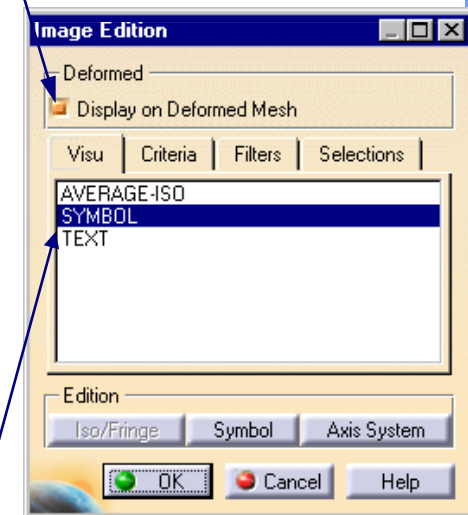 Image Edition
Deformed
Display on Deformed Mesh
Visu Criteria Filters Selections
AVERAGE-ISO
SYMBOL
TEXT
Edition
Iso/Fringe Symbol Axis System
OK Cancel Help